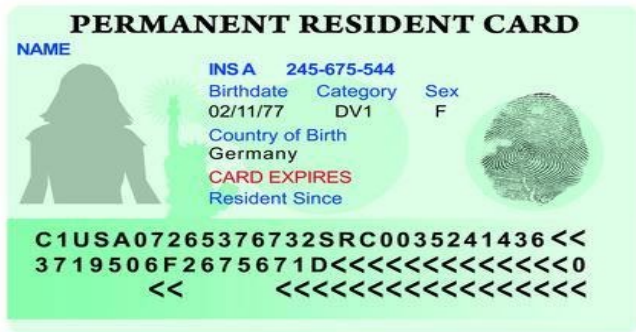 PERMANENT RESIDENT CARD
NAME
INS A 245-675-544
Birthdate Category Sex
02/11/77 DV1 F
Country of Birth
Germany
CARD EXPIRES
Resident Since
C1USA07265376732SRC0035241436<<
3719506F2675671D<<<<<<<<<<<<<<0
<< <<<<<<<<<<<<<<<<<